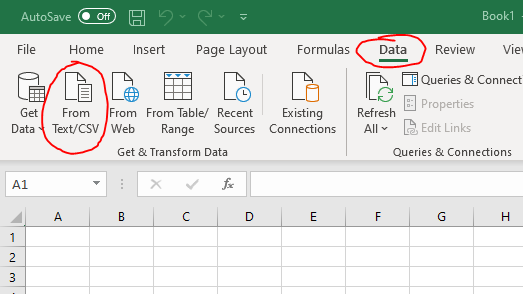 AutoSave Off Book1
File Home Insert Page Layout Formulas Data Review View
Get Data From Text/CSV From Web From Table/ Range Recent Sources Existing Connections Refresh All Queries & Connect
Properties
Edit Links
Get & Transform Data Queries & Connections
A1 fx
A B C D E F G H
1
2
3
4